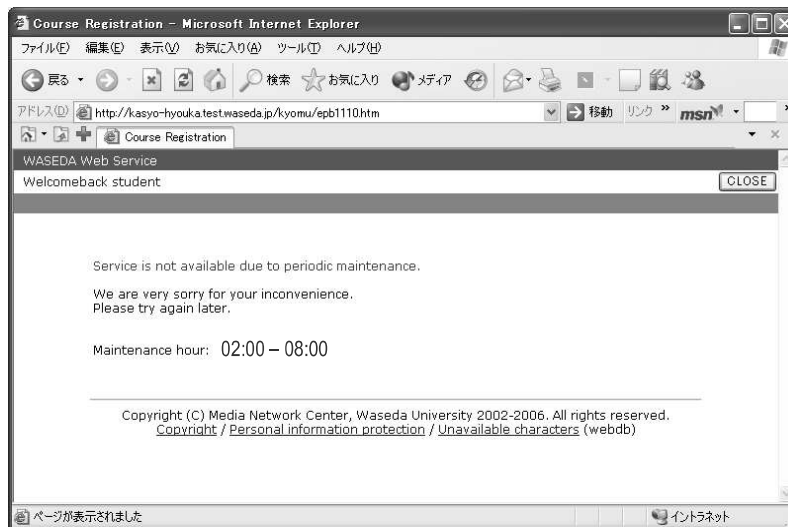 Course Registration - Microsoft Internet Explorer
ファイル(F) 編集(E) 表示(V) お気に入り(A) ツール(T) ヘルプ(H)
戻る 検索 お気に入り メディア
アドレス(D) http://kasyo-hyouka.test.waseda.jp/kyomu/epb1110.htm 移動 リンク » msn »
Course Registration
WASEDA Web Service
Welcomeback student CLOSE
Service is not available due to periodic maintenance.
We are very sorry for your inconvenience.
Please try again later.
Maintenance hour: 02:00 – 08:00
Copyright (C) Media Network Center, Waseda University 2002-2006. All rights reserved.
Copyright / Personal information protection / Unavailable characters (webdb)
ページが表示されました イントラネット